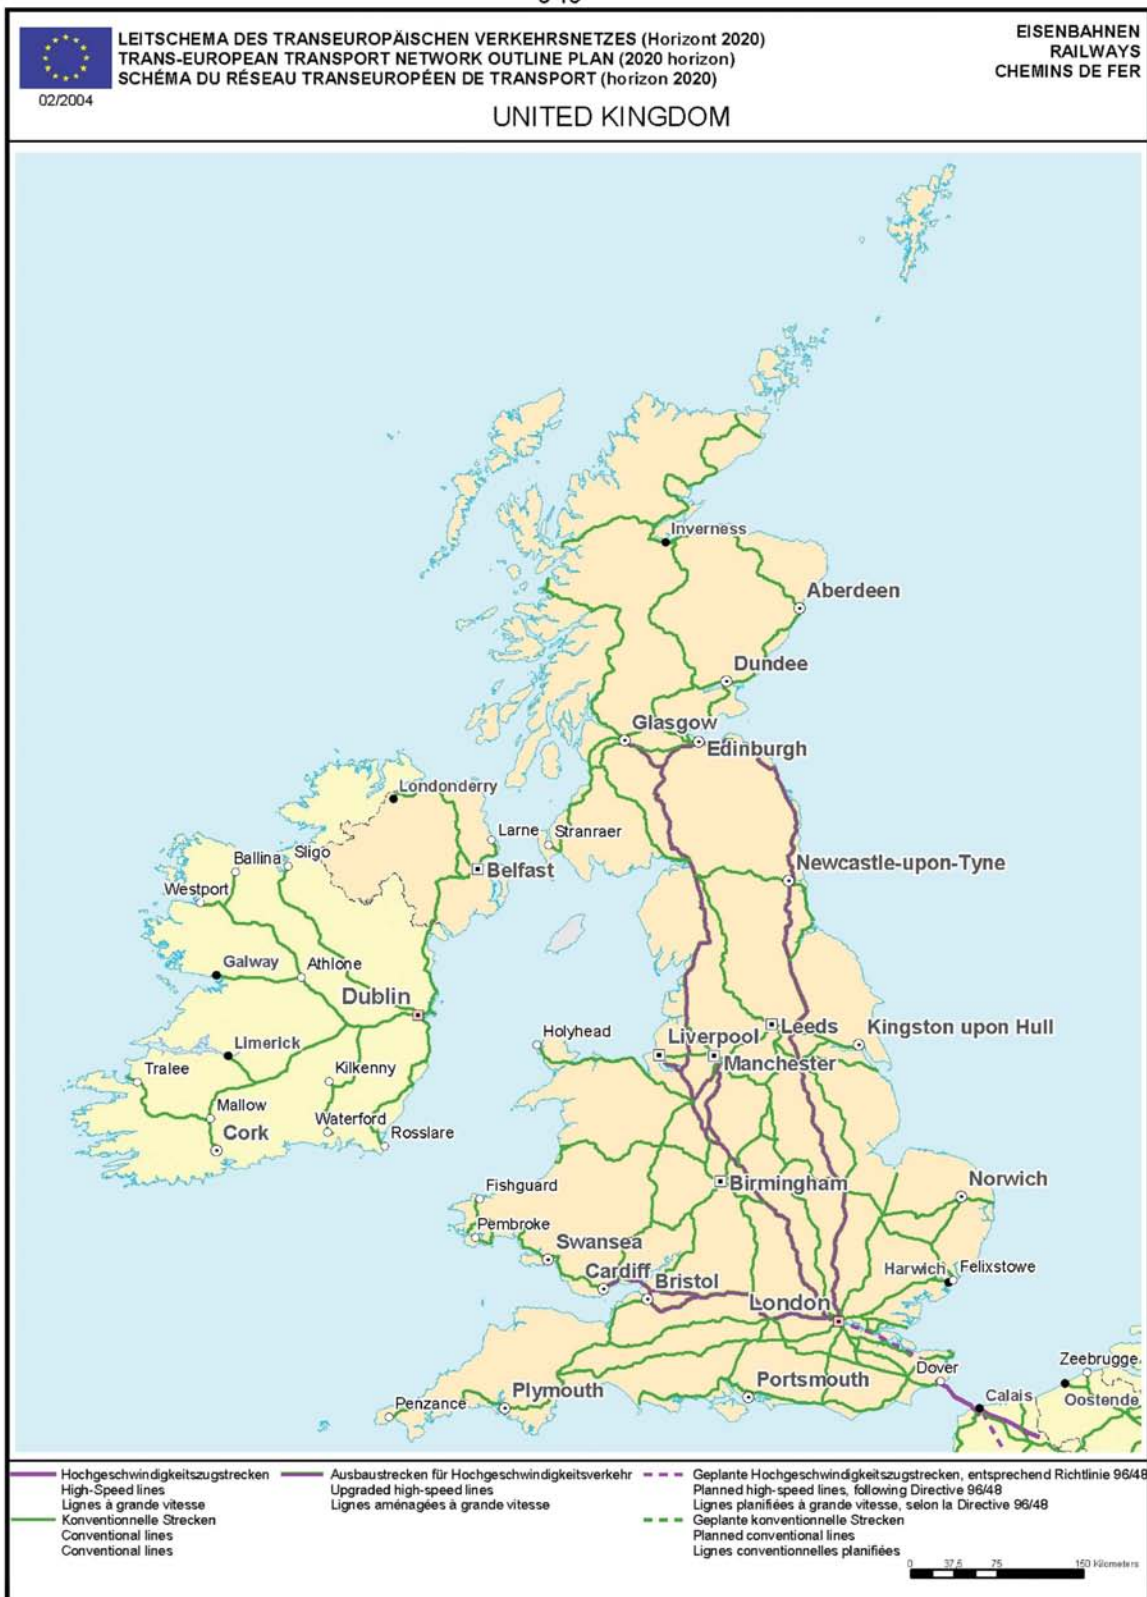 LEITSCHEMA DES TRANSEUROPÄISCHEN VERKEHRSNETZES (Horizont 2020)
TRANS-EUROPEAN TRANSPORT NETWORK OUTLINE PLAN (2020 horizon)
SCHÉMA DU RÉSEAU TRANSEUROPÉEN DE TRANSPORT (horizon 2020)
EISENBAHNEN
RAILWAYS
CHEMINS DE FER
02/2004
UNITED KINGDOM
Inverness
Aberdeen
Dundee
Glasgow
Edinburgh
Londonderry
Larne
Stranraer
Ballina
Sligo
Belfast
Newcastle-upon-Tyne
Westport
Galway
Athlone
Dublin
Holyhead
Liverpool
Leeds
Kingston upon Hull
Limerick
Manchester
Tralee
Kilkenny
Mallow
Waterford
Cork
Rosslare
Fishguard
Birmingham
Norwich
Pembroke
Swansea
Cardiff
Bristol
Harwich
Felixstowe
London
Dover
Zeebrugge
Portsmouth
Plymouth
Penzance
Calais
Oostende
Hochgeschwindigkeitszugstrecken
High-Speed lines
Lignes à grande vitesse
Konventionnelle Strecken
Conventional lines
Conventional lines
Ausbaustrecken für Hochgeschwindigkeitsverkehr
Upgraded high-speed lines
Lignes aménagées à grande vitesse
Geplante Hochgeschwindigkeitszugstrecken, entsprechend Richtlinie 96/48
Planned high-speed lines, following Directive 96/48
Lignes planifiées à grande vitesse, selon la Directive 96/48
Geplante konventionelle Strecken
Planned conventional lines
Lignes conventionnelles planifiées
0 37,5 75 150 Kilometers